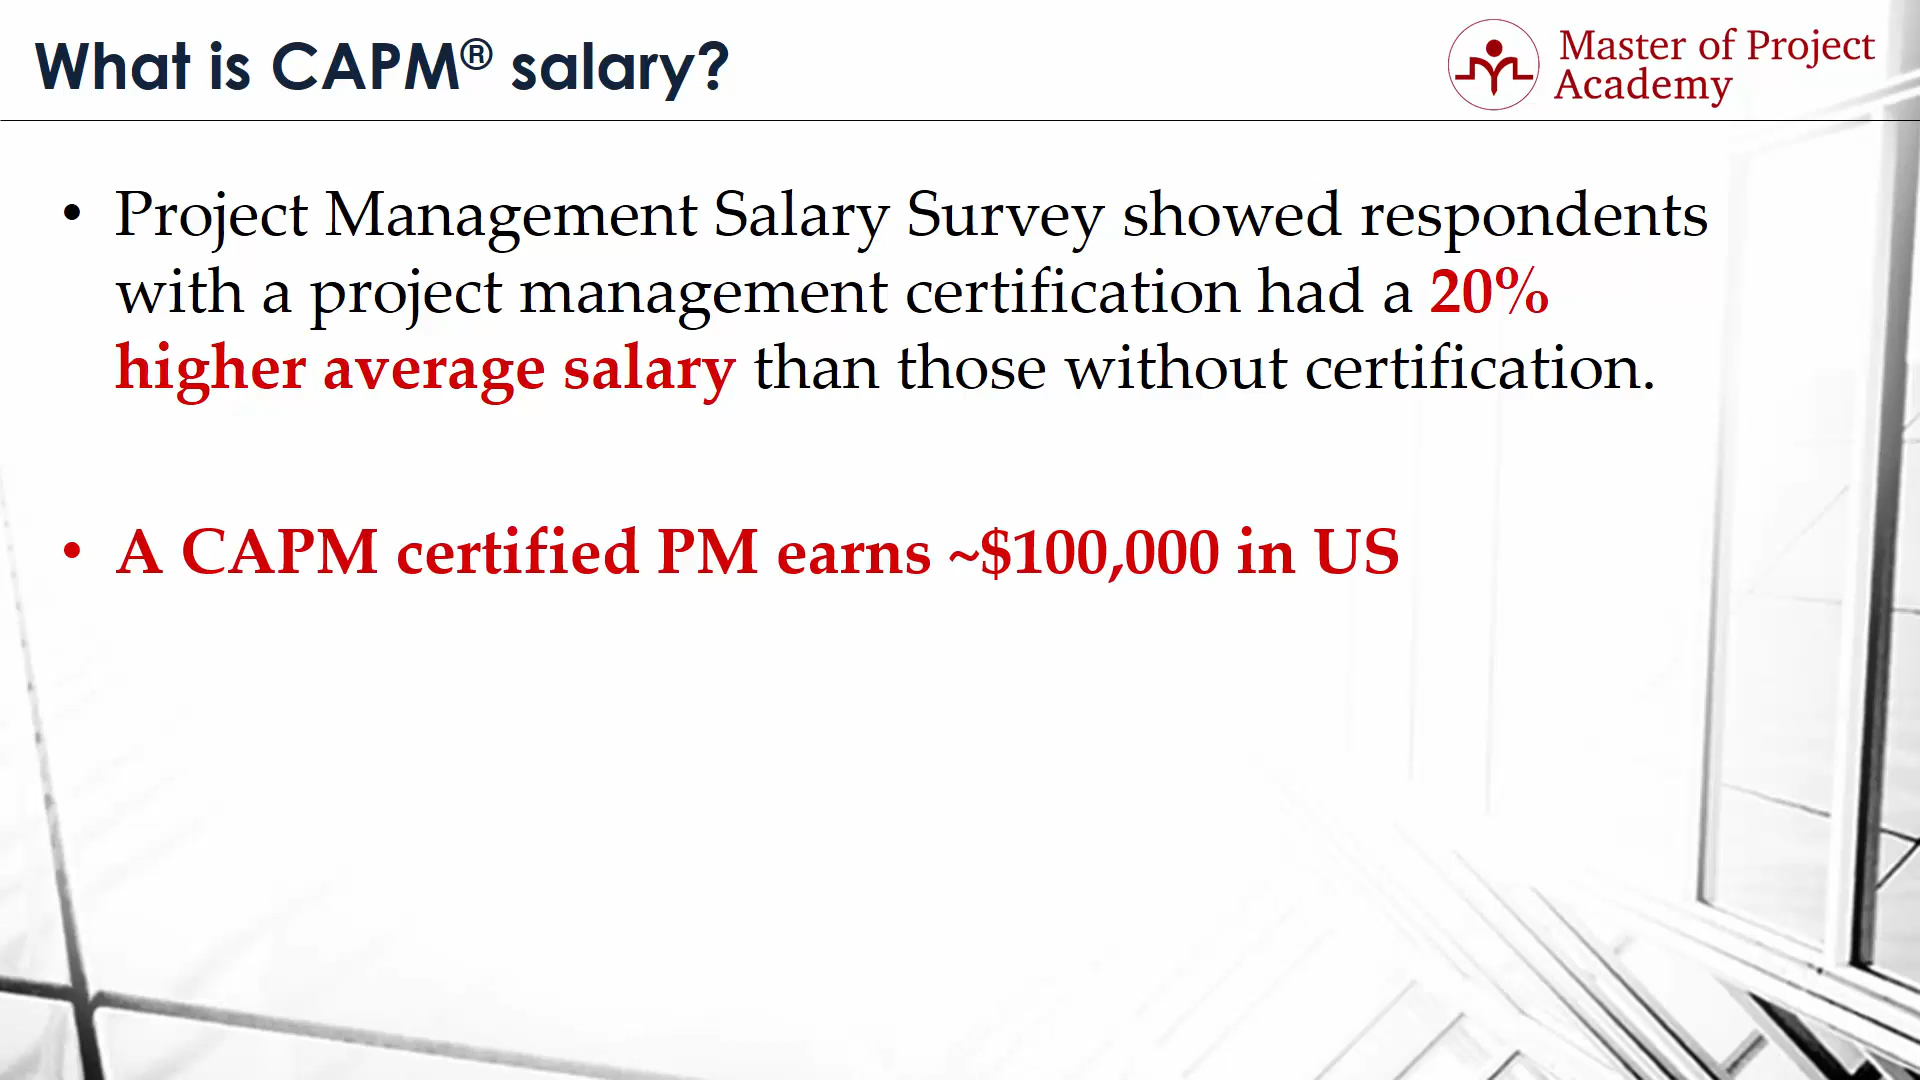 What is CAPM® salary?
Master of Project
Academy
• Project Management Salary Survey showed respondents
with a project management certification had a 20%
higher average salary than those without certification.
• A CAPM certified PM earns ~$100,000 in US